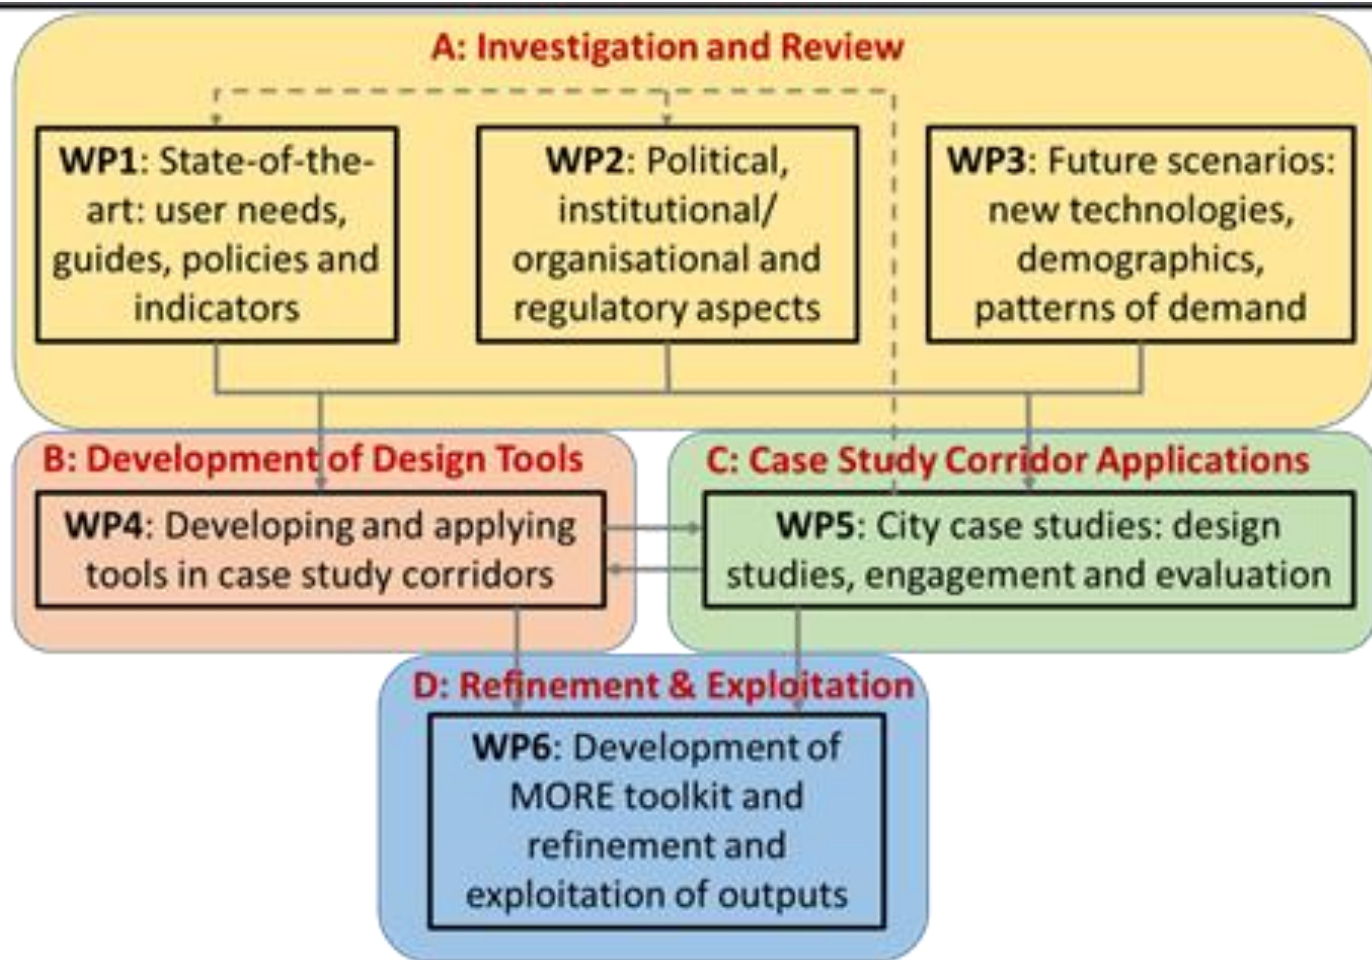 A: Investigation and Review
WP1: State-of-the-
art: user needs,
guides, policies and
indicators
WP2: Political,
institutional/
organisational and
regulatory aspects
WP3: Future scenarios:
new technologies,
demographics,
patterns of demand
B: Development of Design Tools
WP4: Developing and applying
tools in case study corridors
C: Case Study Corridor Applications
WP5: City case studies: design
studies, engagement and evaluation
D: Refinement & Exploitation
WP6: Development of
MORE toolkit and
refinement and
exploitation of outputs